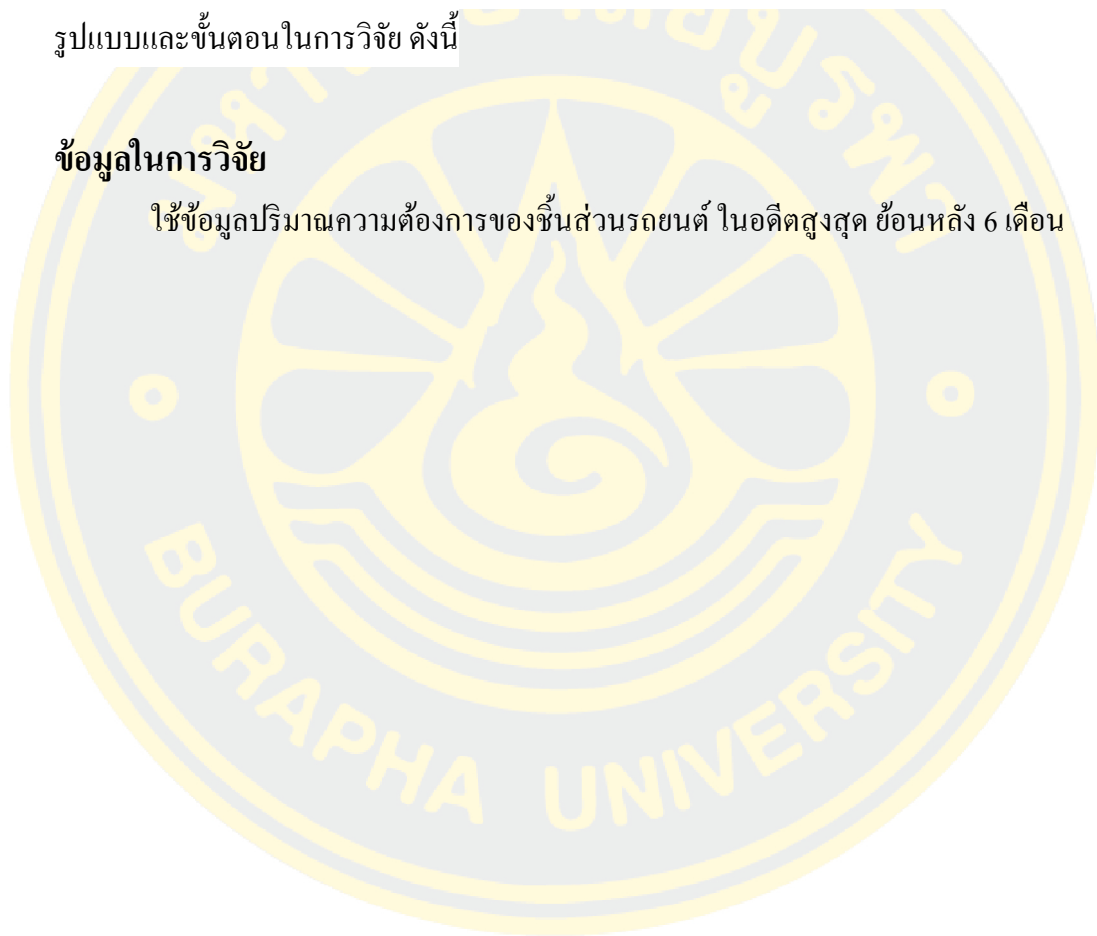 รูปแบบและขั้นตอนในการวิจัย ดังนี้
ข้อมูลในการวิจัย
ใช้ข้อมูลปริมาณความต้องการของชิ้นส่วนรถยนต์ ในอดีตสูงสุด ย้อนหลัง 6 เดือน
BURAPHA UNIVERSITY